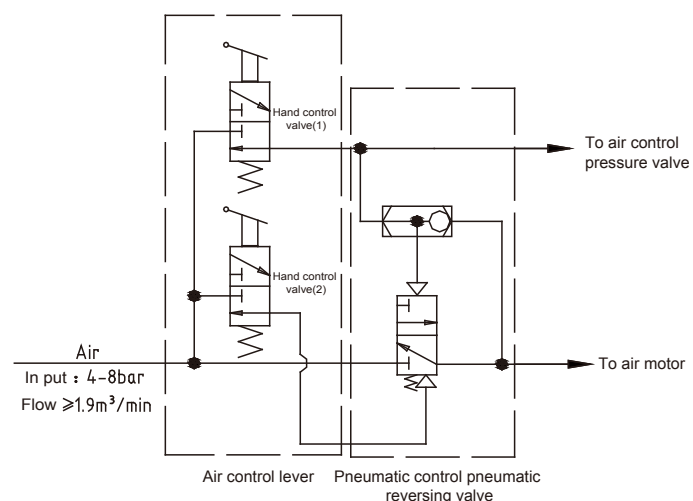 Hand control
valve(1)
To air control
pressure valve
Hand control
valve(2)
Air
In put : 4-8bar
Flow ≥1.9m³/min
To air motor
Air control lever
Pneumatic control pneumatic
reversing valve